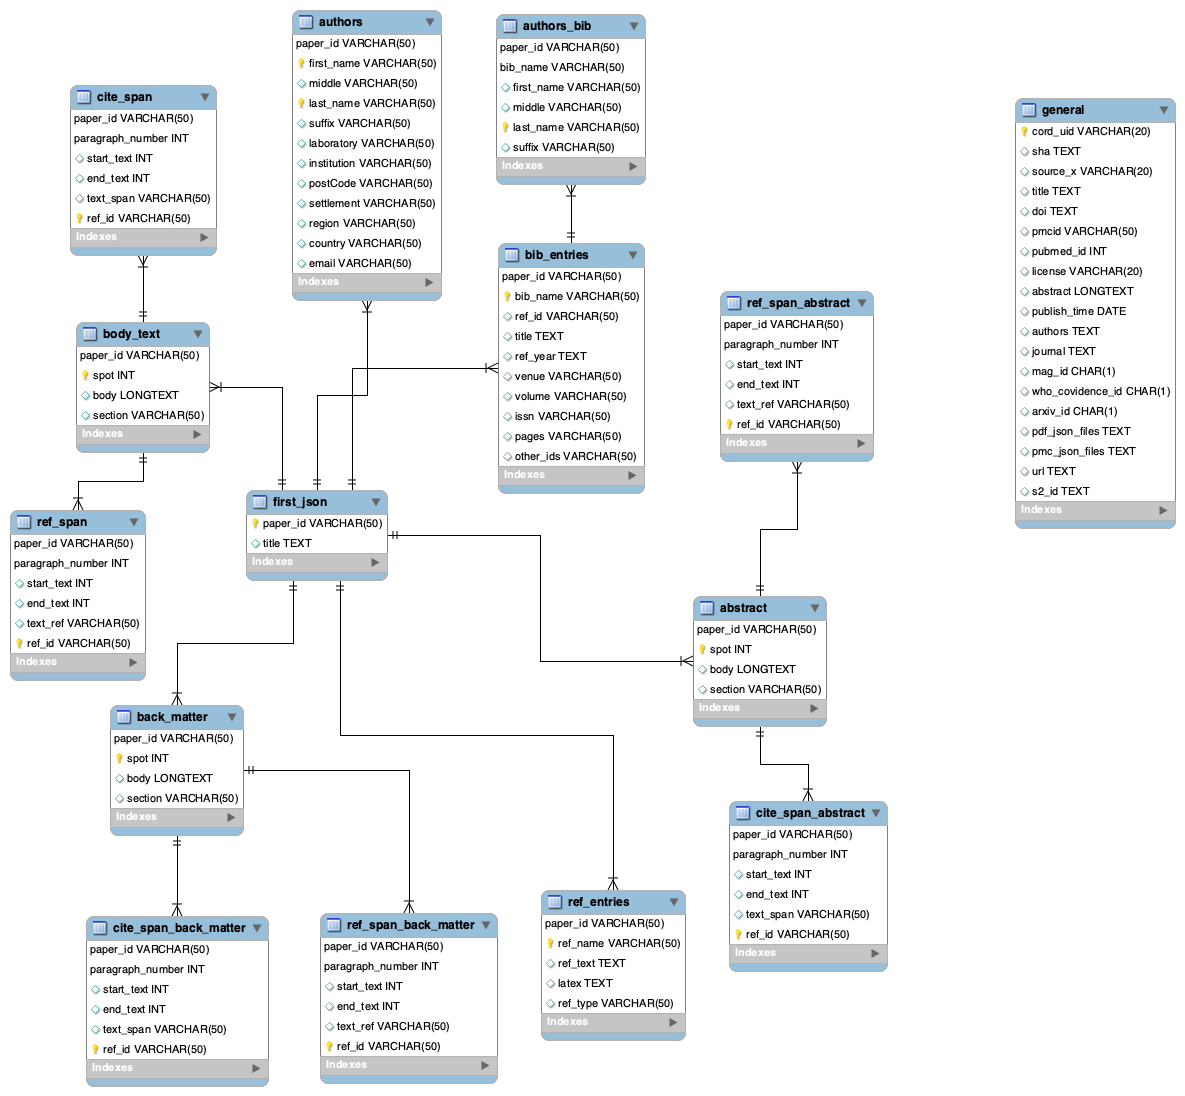 authors
paper_id VARCHAR(50)
first_name VARCHAR(50)
middle VARCHAR(50)
last_name VARCHAR(50)
suffix VARCHAR(50)
laboratory VARCHAR(50)
institution VARCHAR(50)
postCode VARCHAR(50)
settlement VARCHAR(50)
region VARCHAR(50)
country VARCHAR(50)
email VARCHAR(50)
Indexes
authors_bib
paper_id VARCHAR(50)
bib_name VARCHAR(50)
first_name VARCHAR(50)
middle VARCHAR(50)
last_name VARCHAR(50)
suffix VARCHAR(50)
Indexes
cite_span
paper_id VARCHAR(50)
paragraph_number INT
start_text INT
end_text INT
text_span VARCHAR(50)
ref_id VARCHAR(50)
Indexes
general
cord_uid VARCHAR(20)
sha TEXT
source_x VARCHAR(20)
title TEXT
doi TEXT
pmcid VARCHAR(50)
pubmed_id INT
license VARCHAR(20)
abstract LONGTEXT
publish_time DATE
authors TEXT
journal TEXT
mag_id CHAR(1)
who_covidence_id CHAR(1)
arxiv_id CHAR(1)
pdf_json_files TEXT
pmc_json_files TEXT
url TEXT
s2_id TEXT
Indexes
bib_entries
paper_id VARCHAR(50)
bib_name VARCHAR(50)
ref_id VARCHAR(50)
title TEXT
ref_year TEXT
venue VARCHAR(50)
volume VARCHAR(50)
issn VARCHAR(50)
pages VARCHAR(50)
other_ids VARCHAR(50)
Indexes
ref_span_abstract
paper_id VARCHAR(50)
paragraph_number INT
start_text INT
end_text INT
text_ref VARCHAR(50)
ref_id VARCHAR(50)
Indexes
body_text
paper_id VARCHAR(50)
spot INT
body LONGTEXT
section VARCHAR(50)
Indexes
first_json
paper_id VARCHAR(50)
title TEXT
Indexes
ref_span
paper_id VARCHAR(50)
paragraph_number INT
start_text INT
end_text INT
text_ref VARCHAR(50)
ref_id VARCHAR(50)
Indexes
abstract
paper_id VARCHAR(50)
spot INT
body LONGTEXT
section VARCHAR(50)
Indexes
back_matter
paper_id VARCHAR(50)
spot INT
body LONGTEXT
section VARCHAR(50)
Indexes
cite_span_abstract
paper_id VARCHAR(50)
paragraph_number INT
start_text INT
end_text INT
text_span VARCHAR(50)
ref_id VARCHAR(50)
Indexes
cite_span_back_matter
paper_id VARCHAR(50)
paragraph_number INT
start_text INT
end_text INT
text_span VARCHAR(50)
ref_id VARCHAR(50)
Indexes
ref_span_back_matter
paper_id VARCHAR(50)
paragraph_number INT
start_text INT
end_text INT
text_ref VARCHAR(50)
ref_id VARCHAR(50)
Indexes
ref_entries
paper_id VARCHAR(50)
ref_name VARCHAR(50)
ref_text TEXT
latex TEXT
ref_type VARCHAR(50)
Indexes